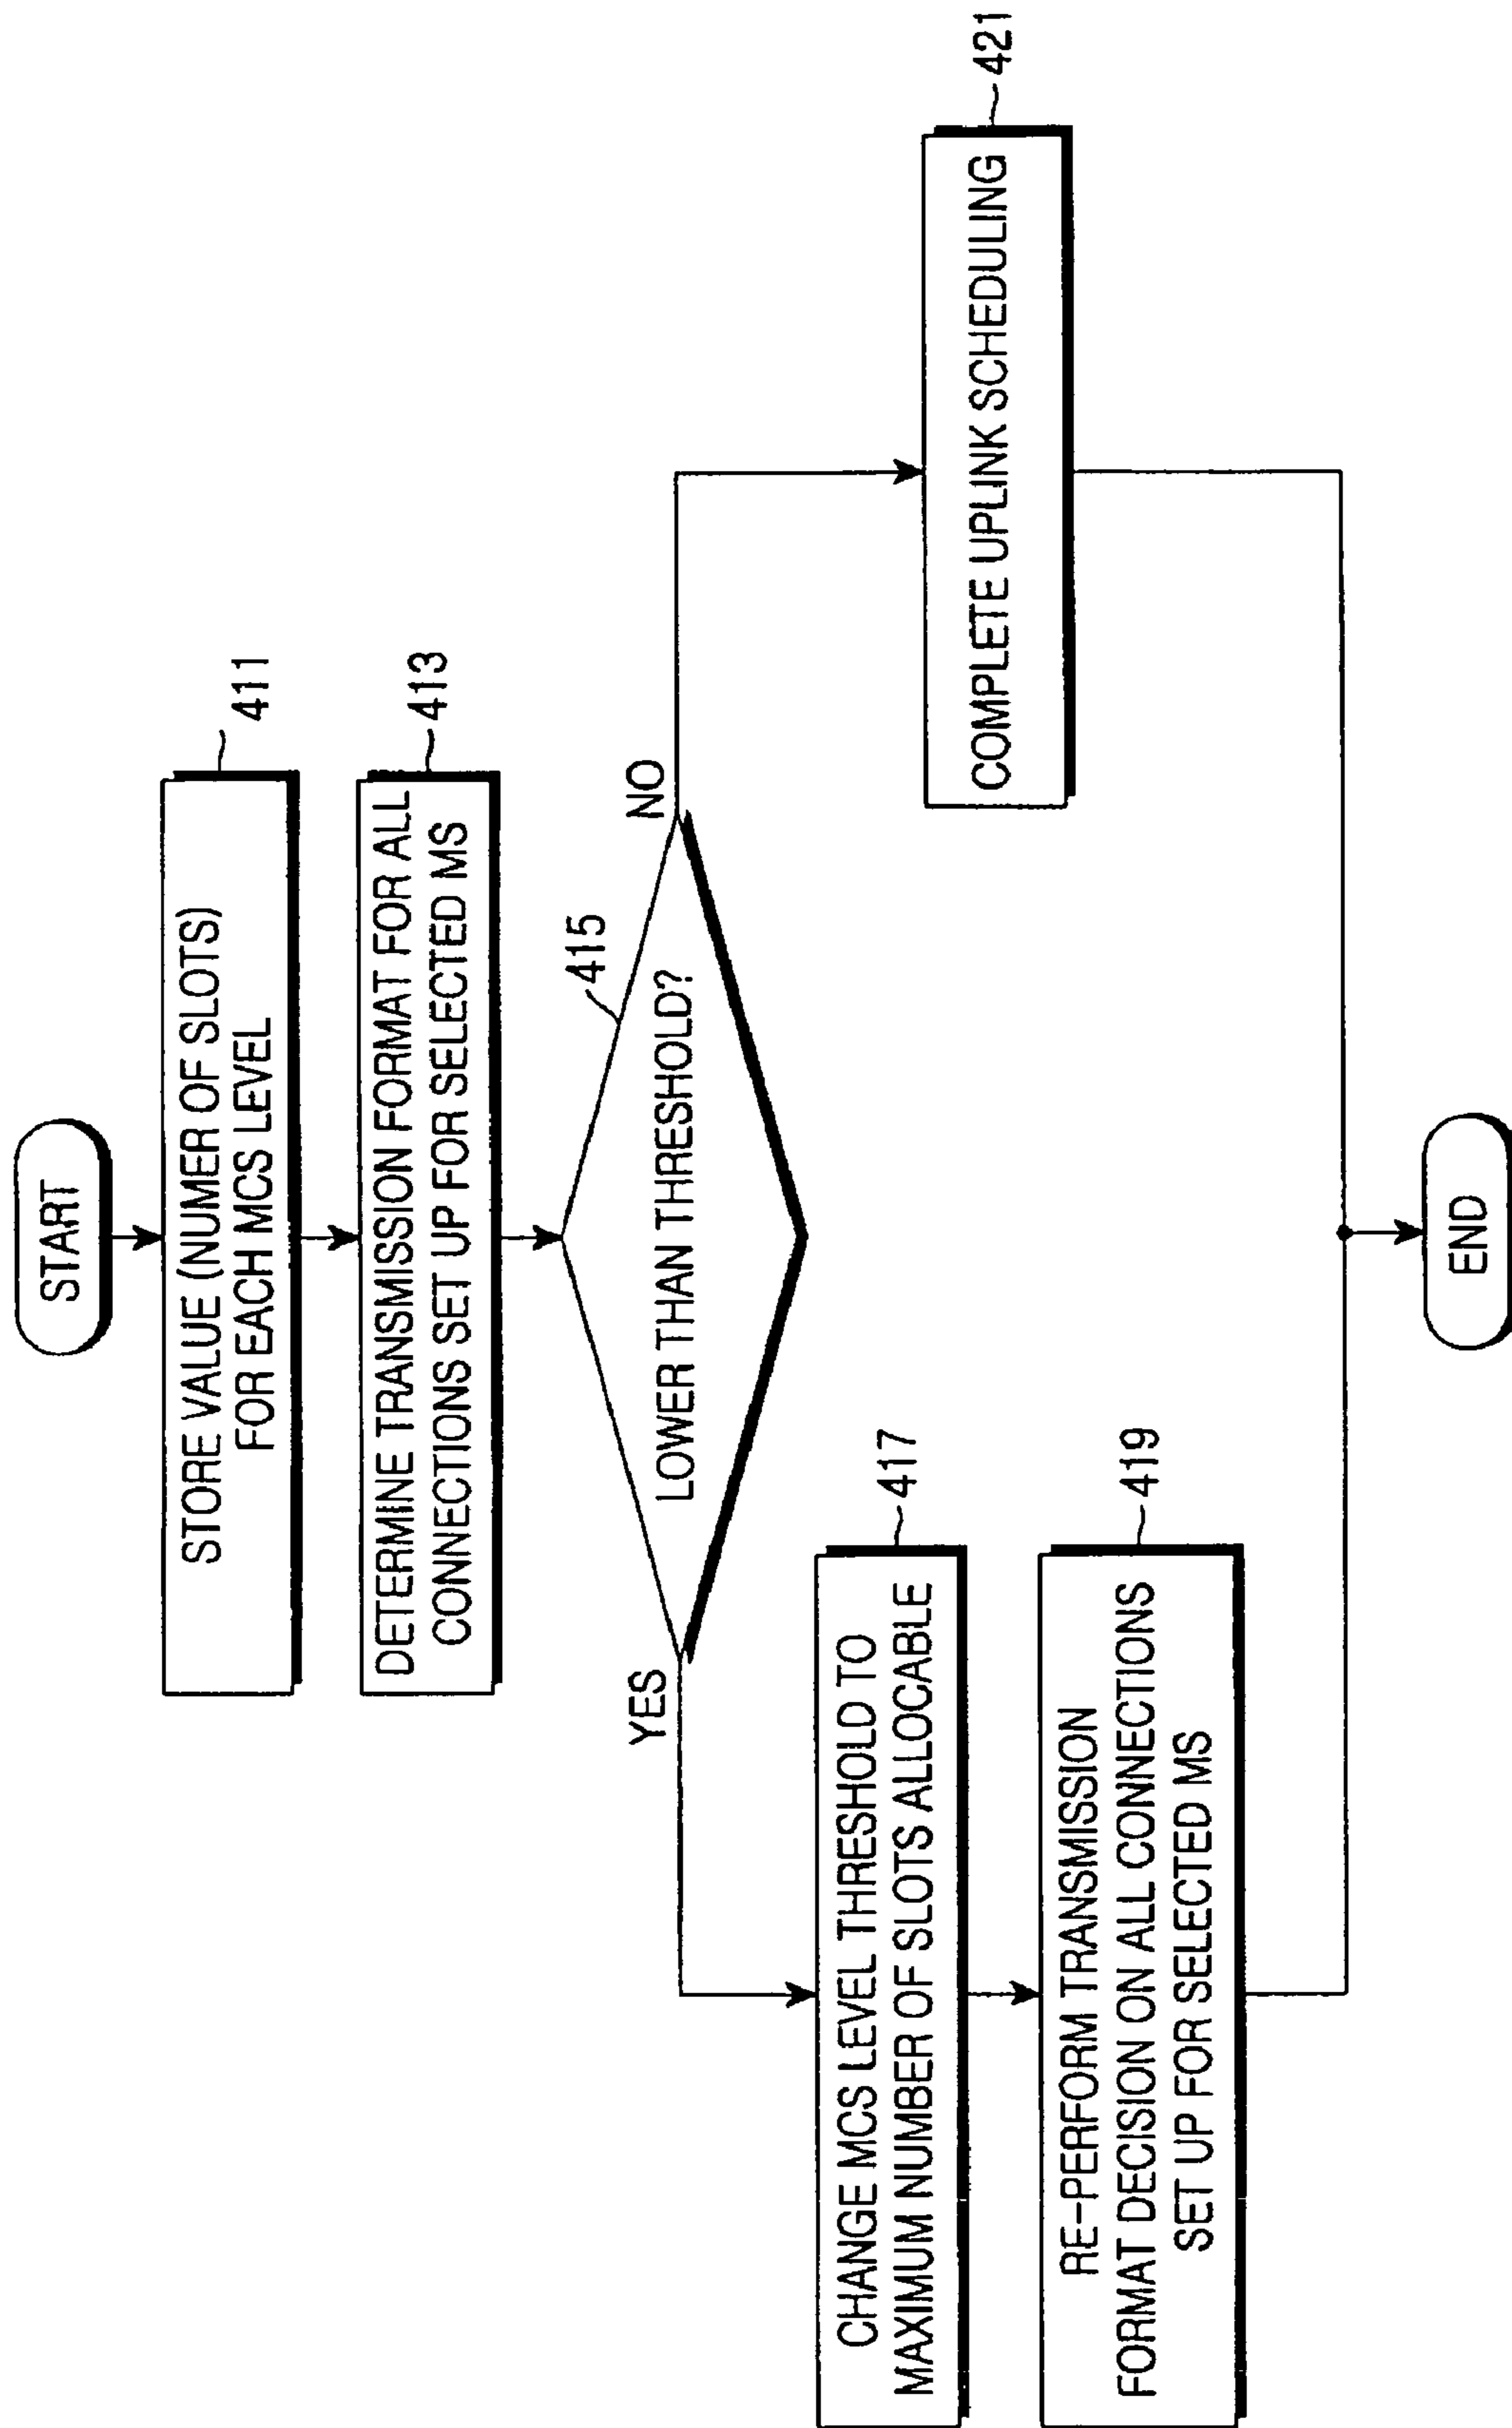 START
STORE VALUE (NUMER OF SLOTS)
FOR EACH MCS LEVEL
411
DETERMINE TRANSMISSION FORMAT FOR ALL
CONNECTIONS SET UP FOR SELECTED MS
413
415
LOWER THAN THRESHOLD?
YES
NO
CHANGE MCS LEVEL THRESHOLD TO
MAXIMUM NUMBER OF SLOTS ALLOCABLE
417
RE-PERFORM TRANSMISSION
FORMAT DECISION ON ALL CONNECTIONS
SET UP FOR SELECTED MS
419
COMPLETE UPLINK SCHEDULING
421
END